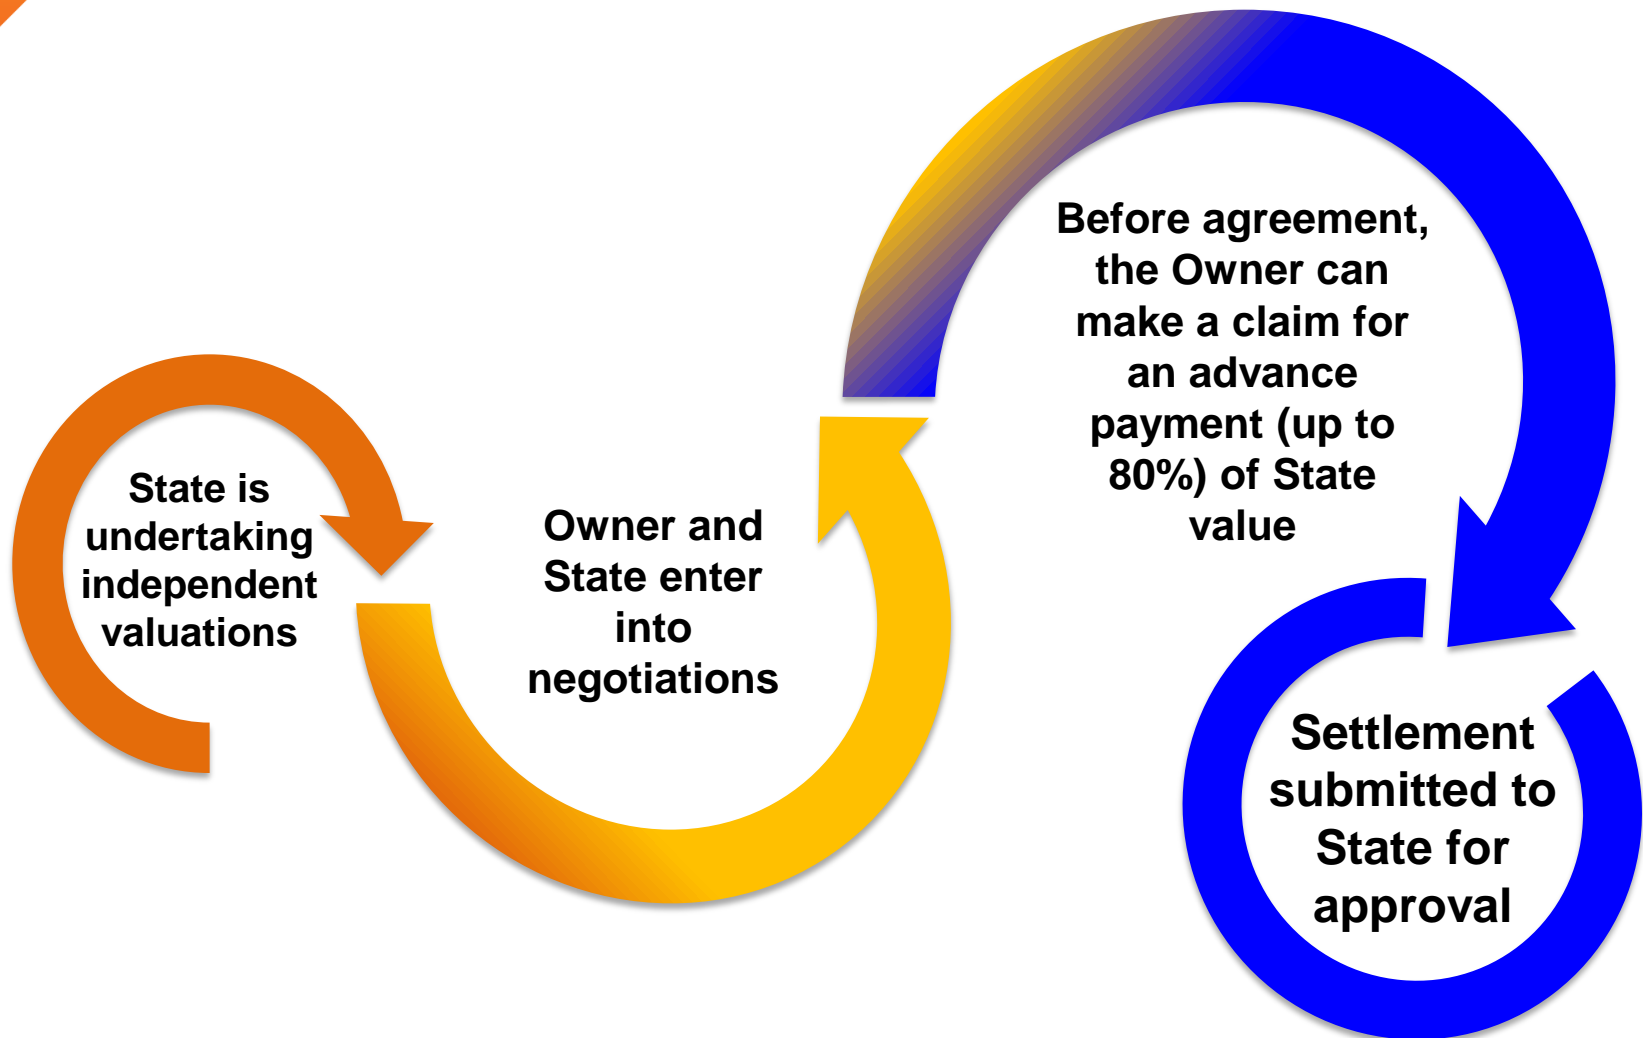 State is
undertaking
independent
valuations
Owner and
State enter
into
negotiations
Before agreement,
the Owner can
make a claim for
an advance
payment (up to
80%) of State
value
Settlement
submitted to
State for
approval